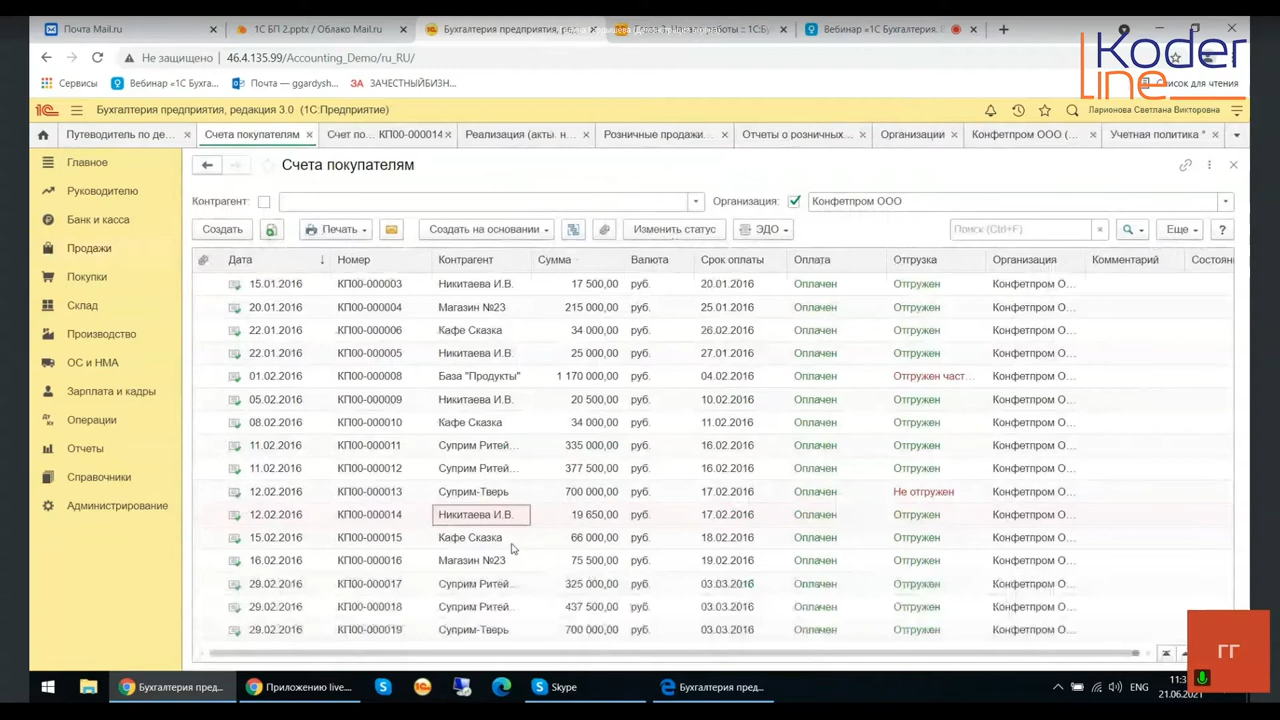 Почта Mail.ru
1С БП 2.pptx / Облако Mail.ru
Бухгалтерия предприятия, ре
работы :: 1С:Б
Вебинар «1С Бухгалтерия.
Не защищено 46.4.135.99/Accounting_Demo/ru_RU/
Koder line
Сервисы
Вебинар «1С Бухга...
Почта — ggardysh...
ЗАЧЕСТНЫЙБИЗН...
Список для чтения
Бухгалтерия предприятия, редакция 3.0 (1С:Предприятие)
Ларионова Светлана Викторовна
Путеводитель по де...
Счета покупателям
Счет по... КП00-000014
Реализация (акты. н...
Розничные продажи...
Отчеты о розничных...
Организации
Конфетпром ООО (...
Учетная политика *
Главное
Руководителю
Банк и касса
Продажи
Покупки
Склад
Производство
ОС и НМА
Зарплата и кадры
Операции
Отчеты
Справочники
Администрирование
Счета покупателям
Контрагент:
Организация: Конфетпром ООО
Создать Печать Создать на основании Изменить статус ЭДО Поиск (Ctrl+F) Еще ?
Дата Номер Контрагент Сумма Валюта Срок оплаты Оплата Отгрузка Организация Комментарий Состоян
15.01.2016 КП00-000003 Никитаева И.В. 17 500,00 руб. 20.01.2016 Оплачен Отгружен Конфетпром О...
20.01.2016 КП00-000004 Магазин №23 215 000,00 руб. 25.01.2016 Оплачен Отгружен Конфетпром О...
22.01.2016 КП00-000006 Кафе Сказка 34 000,00 руб. 26.02.2016 Оплачен Отгружен Конфетпром О...
22.01.2016 КП00-000005 Никитаева И.В. 25 000,00 руб. 27.01.2016 Оплачен Отгружен Конфетпром О...
01.02.2016 КП00-000008 База "Продукты" 1 170 000,00 руб. 04.02.2016 Оплачен Отгружен част... Конфетпром О...
05.02.2016 КП00-000009 Никитаева И.В. 20 500,00 руб. 10.02.2016 Оплачен Отгружен Конфетпром О...
08.02.2016 КП00-000010 Кафе Сказка 34 000,00 руб. 11.02.2016 Оплачен Отгружен Конфетпром О...
11.02.2016 КП00-000011 Суприм Ритей... 335 000,00 руб. 16.02.2016 Оплачен Отгружен Конфетпром О...
11.02.2016 КП00-000012 Суприм Ритей... 377 500,00 руб. 16.02.2016 Оплачен Отгружен Конфетпром О...
12.02.2016 КП00-000013 Суприм-Тверь 700 000,00 руб. 17.02.2016 Оплачен Не отгружен Конфетпром О...
12.02.2016 КП00-000014 Никитаева И.В. 19 650,00 руб. 17.02.2016 Оплачен Отгружен Конфетпром О...
15.02.2016 КП00-000015 Кафе Сказка 66 000,00 руб. 18.02.2016 Оплачен Отгружен Конфетпром О...
16.02.2016 КП00-000016 Магазин №23 75 500,00 руб. 19.02.2016 Оплачен Отгружен Конфетпром О...
29.02.2016 КП00-000017 Суприм Ритей... 325 000,00 руб. 03.03.2016 Оплачен Отгружен Конфетпром О...
29.02.2016 КП00-000018 Суприм Ритей... 437 500,00 руб. 03.03.2016 Оплачен Отгружен Конфетпром О...
29.02.2016 КП00-000019 Суприм-Тверь 700 000,00 руб. 03.03.2016 Оплачен Отгружен Конфетпром О...
ГГ
Бухгалтерия пред...
Приложению live...
Skype
Бухгалтерия пред...
ENG
11:3
21.06.2021